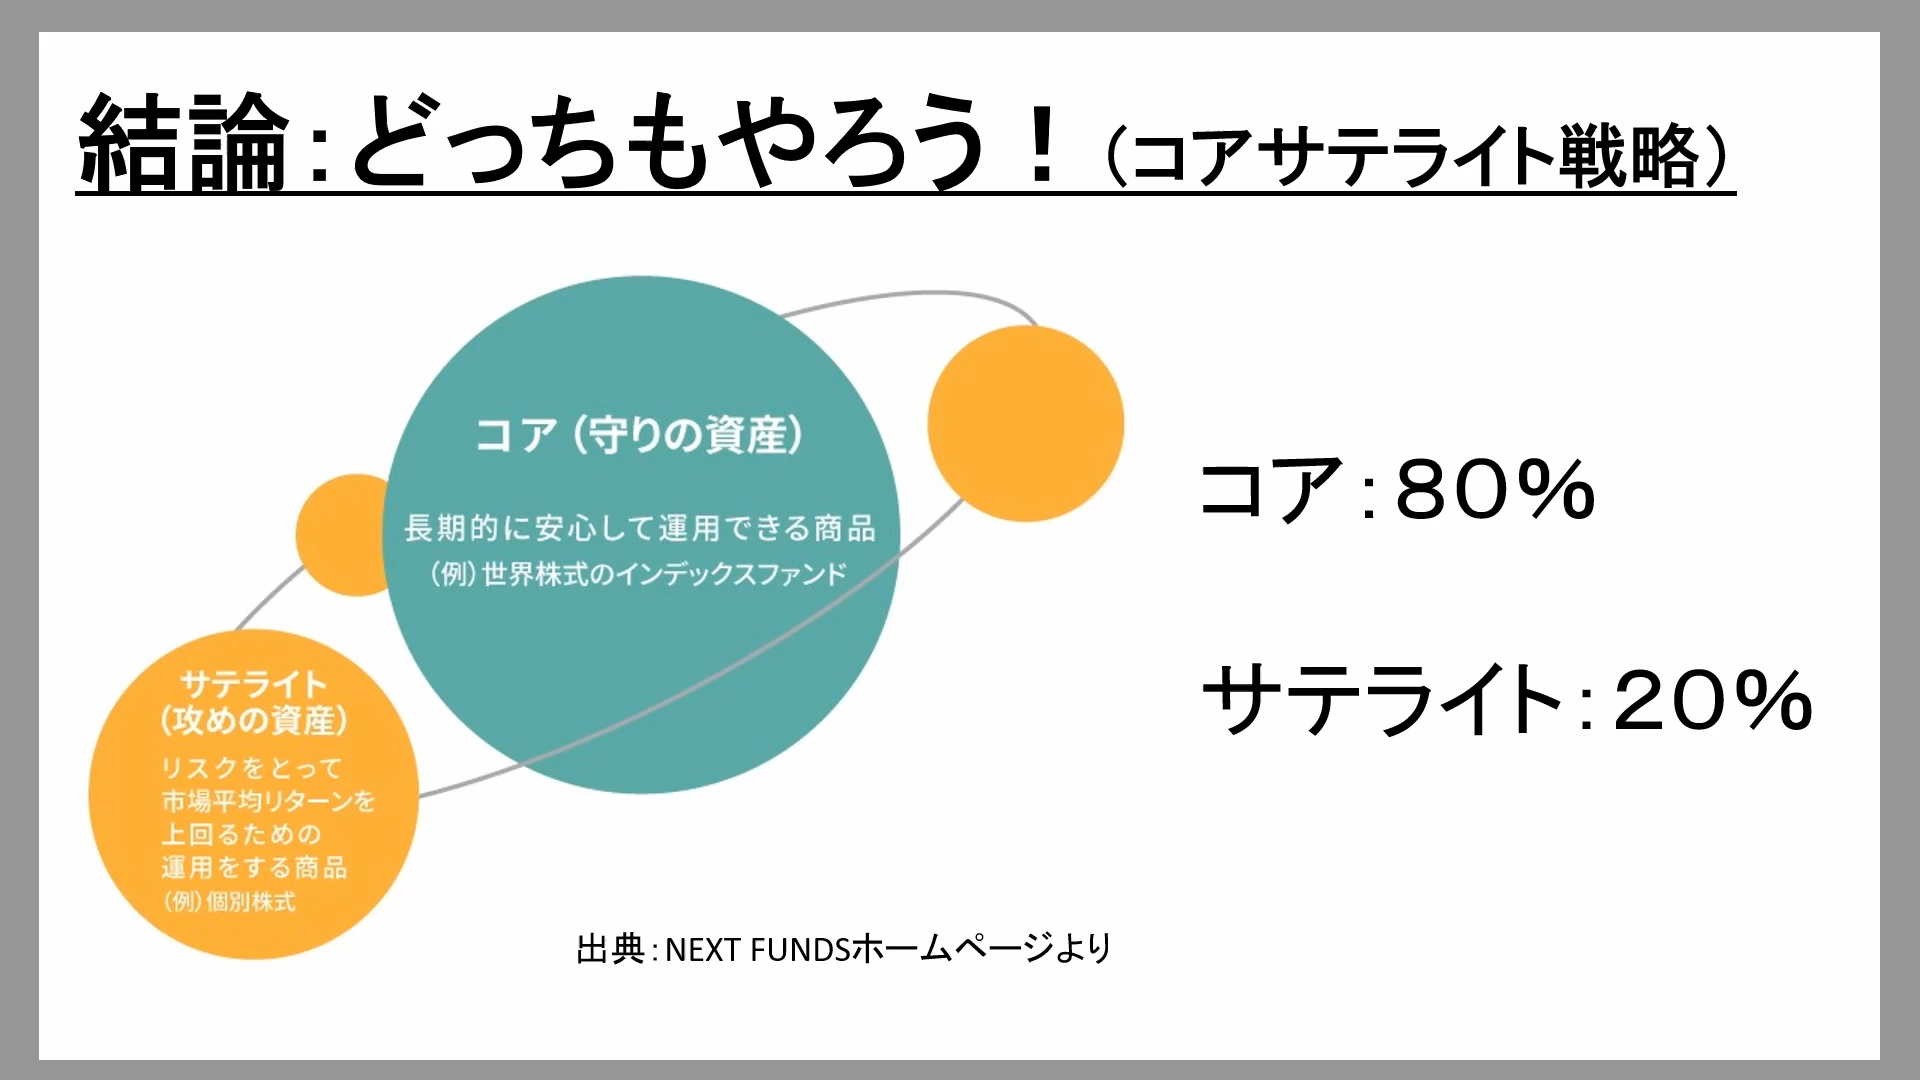 結論：どっちもやろう！（コアサテライト戦略）
コア（守りの資産）
長期的に安心して運用できる商品
（例）世界株式のインデックスファンド
サテライト
（攻めの資産）
リスクをとって
市場平均リターンを
上回るための
運用をする商品
（例）個別株式
コア：８０％
サテライト：２０％
出典：NEXT FUNDSホームページより